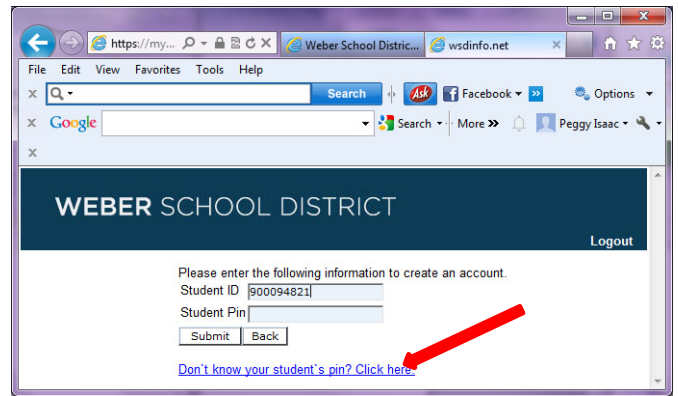 https://my... Weber School Distric... wsdinfo.net
File Edit View Favorites Tools Help
x Search Ask Facebook Options
x Google Search More » Peggy Isaac
x
WEBER SCHOOL DISTRICT
Logout
Please enter the following information to create an account.
Student ID 900094821
Student Pin
Submit Back
Don`t know your student`s pin? Click here.